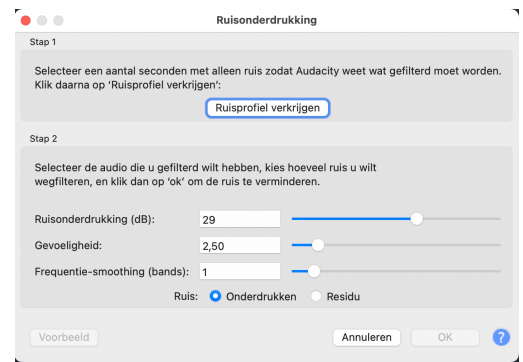 Ruisonderdrukking
Stap 1
Selecteer een aantal seconden met alleen ruis zodat Audacity weet wat gefilterd moet worden.
Klik daarna op 'Ruisprofiel verkrijgen':
Ruisprofiel verkrijgen
Stap 2
Selecteer de audio die u gefilterd wilt hebben, kies hoeveel ruis u wilt
wegfilteren, en klik dan op 'ok' om de ruis te verminderen.
Ruisonderdrukking (dB): 29
Gevoeligheid: 2,50
Frequentie-smoothing (bands): 1
Ruis: Onderdrukken Residu
Voorbeeld Annuleren OK ?